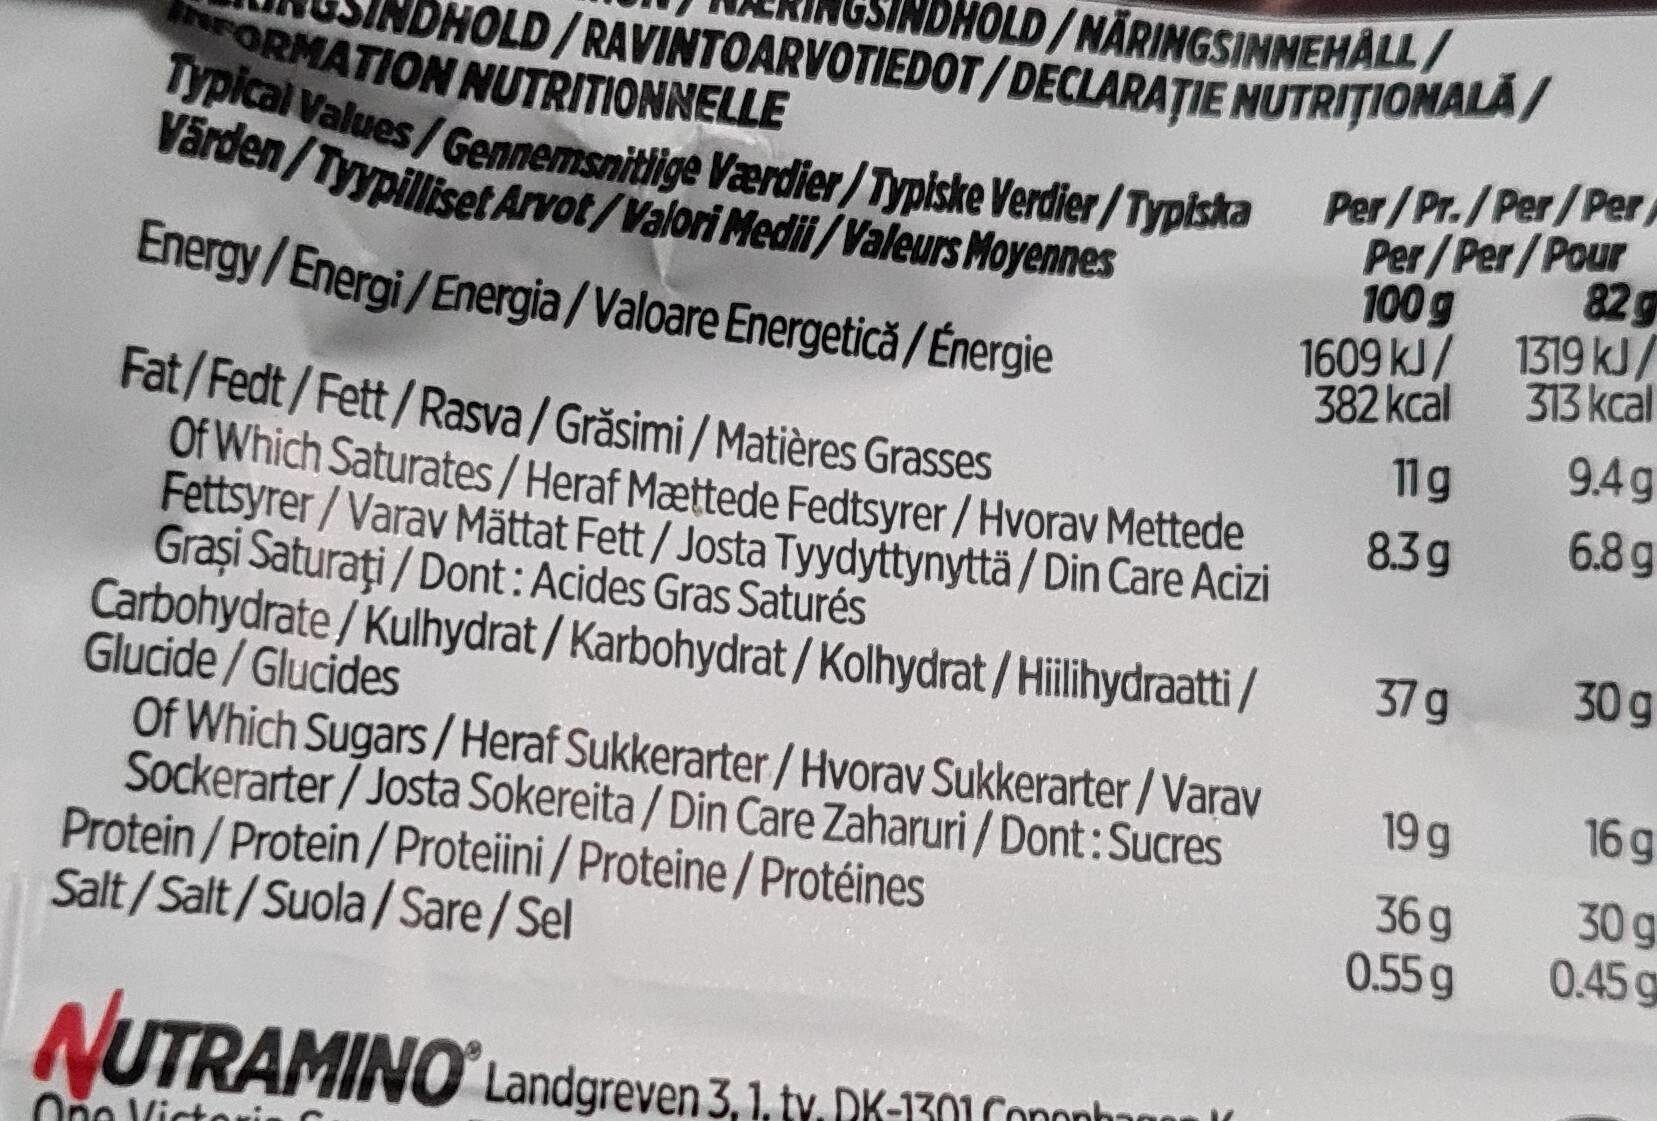 NÆRINGSINDHOLD / NÄRINGSINNEHÅLL /
/ RAVINTOARVOTIEDOT / DECLARAȚIE NUTRIȚIONALĂ /
INFORMATION NUTRITIONNELLE
Typical Values / Gennemsnitlige Værdier / Typiske Verdier / Typiska Per / Pr. / Per / Per /
Värden / Tyypilliset Arvot / Valori Medii / Valeurs Moyennes Per / Per / Pour
100 g 82 g
Energy / Energi / Energia / Valoare Energetică / Énergie 1609 kJ / 1319 kJ /
382 kcal 313 kcal
Fat / Fedt / Fett / Rasva / Grăsimi / Matières Grasses 11 g 9.4 g
Of Which Saturates / Heraf Mættede Fedtsyrer / Hvorav Mettede 8.3 g 6.8 g
Fettsyrer / Varav Mättat Fett / Josta Tyydyttynyttä / Din Care Acizi
Grași Saturați / Dont : Acides Gras Saturés
Carbohydrate / Kulhydrat / Karbohydrat / Kolhydrat / Hiilihydraatti / 37 g 30 g
Glucide / Glucides
Of Which Sugars / Heraf Sukkerarter / Hvorav Sukkerarter / Varav 19 g 16 g
Sockerarter / Josta Sokereita / Din Care Zaharuri / Dont : Sucres
Protein / Protein / Proteiini / Proteine / Protéines 36 g 30 g
Salt / Salt / Suola / Sare / Sel 0.55 g 0.45 g
NUTRAMINO® Landgreven 3, 1. tv. DK-1301